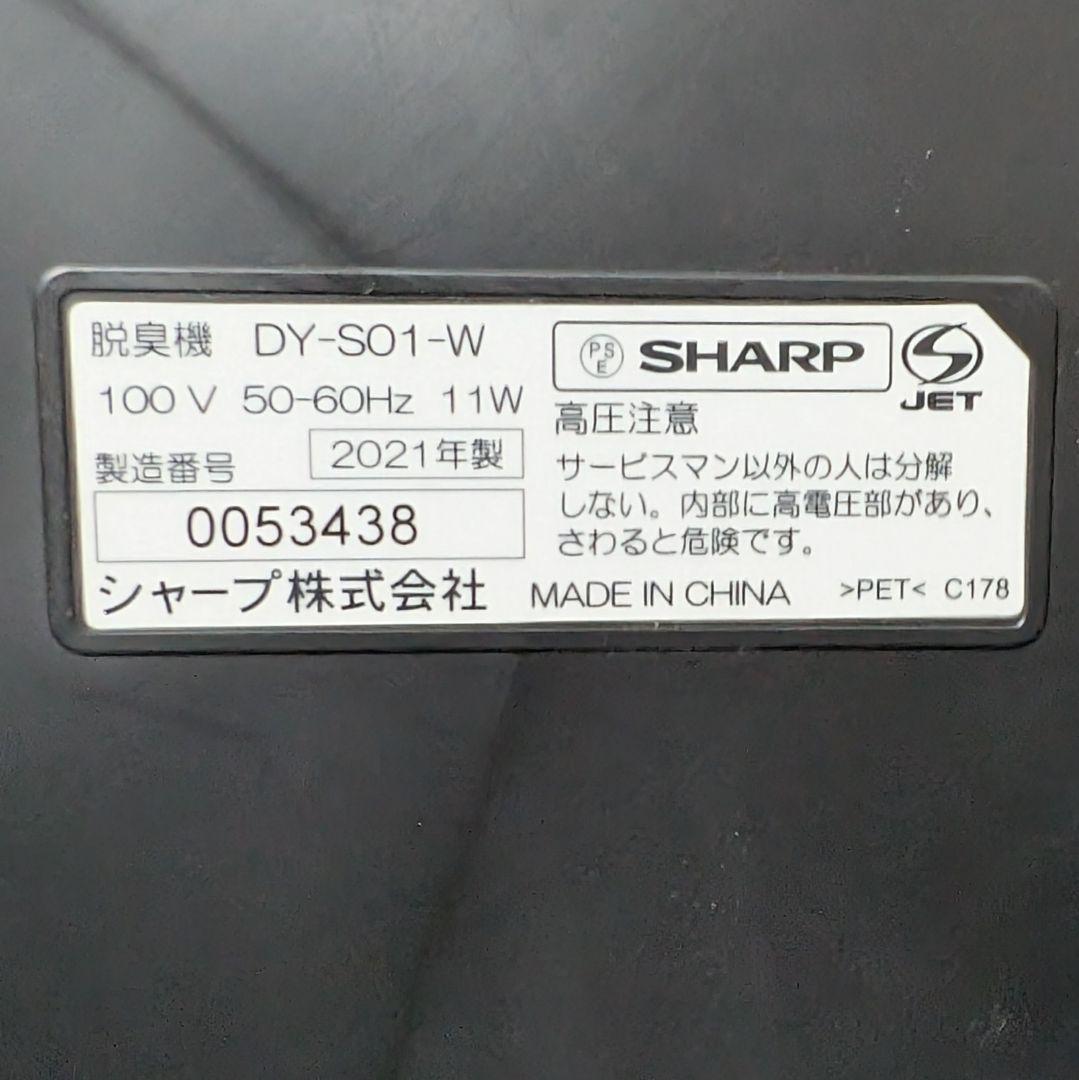 脱臭機 DY-S01-W
100V 50-60Hz 11W
製造番号 2021年製
0053438
シャープ株式会社
PSE SHARP
JET
高圧注意
サービスマン以外の人は分解
しない。内部に高電圧部があり、
さわると危険です。
MADE IN CHINA >PET< C178